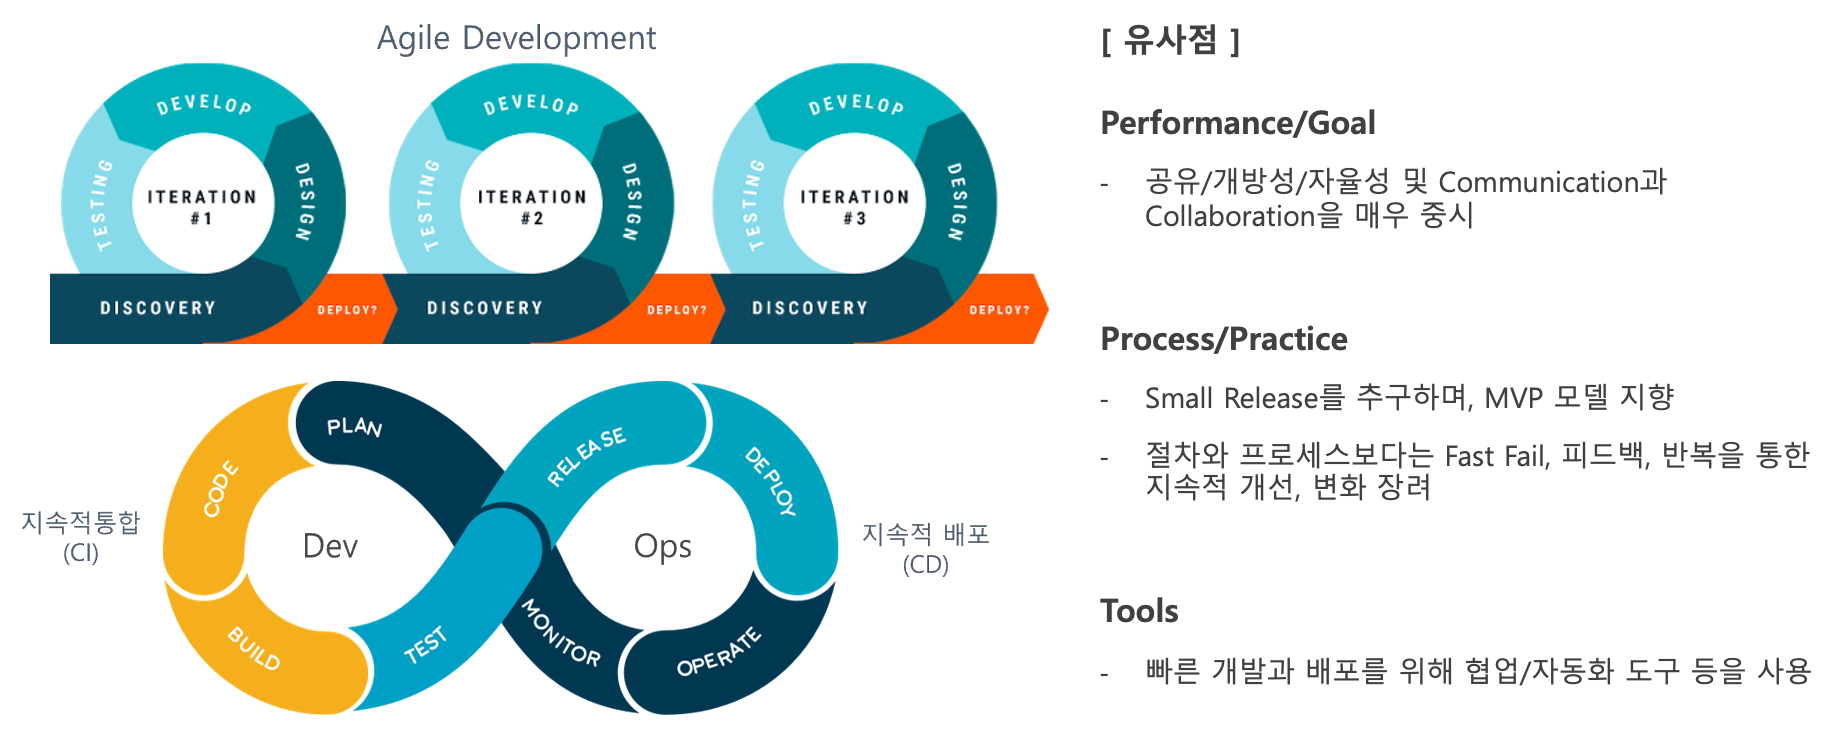 Agile Development
DEVELOP
TESTING
DESIGN
ITERATION
#1
DISCOVERY
DEPLOY?
DEVELOP
TESTING
DESIGN
ITERATION
#2
DISCOVERY
DEPLOY?
DEVELOP
TESTING
DESIGN
ITERATION
#3
DISCOVERY
DEPLOY?
PLAN
CODE
BUILD
TEST
RELEASE
DEPLOY
OPERATE
MONITOR
Dev
Ops
지속적통합
(CI)
지속적 배포
(CD)
[ 유사점 ]
Performance/Goal
- 공유/개방성/자율성 및 Communication과
Collaboration을 매우 중시
Process/Practice
- Small Release를 추구하며, MVP 모델 지향
- 절차와 프로세스보다는 Fast Fail, 피드백, 반복을 통한
지속적 개선, 변화 장려
Tools
- 빠른 개발과 배포를 위해 협업/자동화 도구 등을 사용